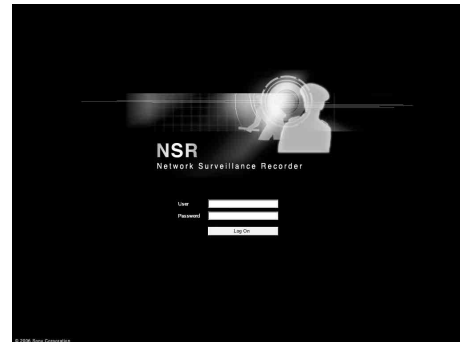 NSR
Network Surveillance Recorder
User
Password
Log On
© 2006 Sony Corporation